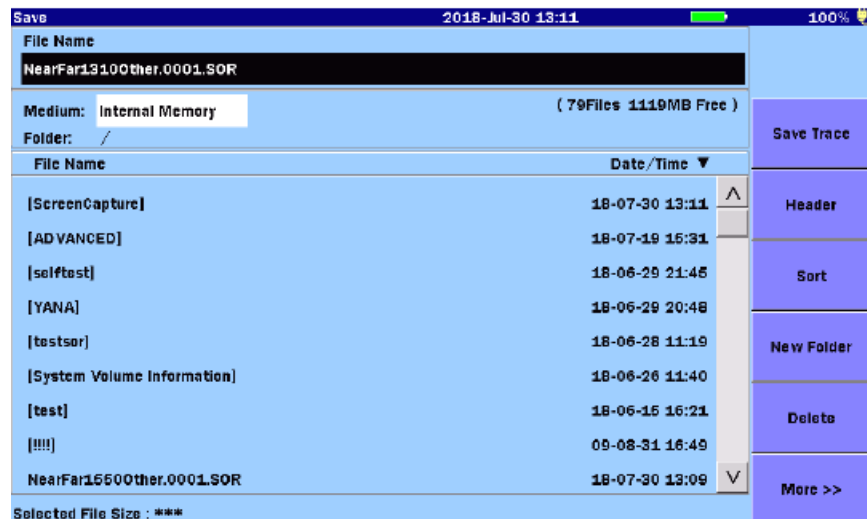 Save 2018-Jul-30 13:11 100%
File Name
NearFar1310Other.0001.SOR
Medium: Internal Memory (79Files 1119MB Free)
Folder: /
File Name Date/Time ▼
[ScreenCapture] 18-07-30 13:11
[ADVANCED] 18-07-19 15:31
[selftest] 18-06-29 21:45
[YANA] 18-06-29 20:48
[testsor] 18-06-28 11:19
[System Volume Information] 18-06-26 11:40
[test] 18-06-15 16:21
[!!!!] 09-08-31 16:49
NearFar1550Other.0001.SOR 18-07-30 13:09
Selected File Size : ***
Save Trace
Header
Sort
New Folder
Delete
More >>